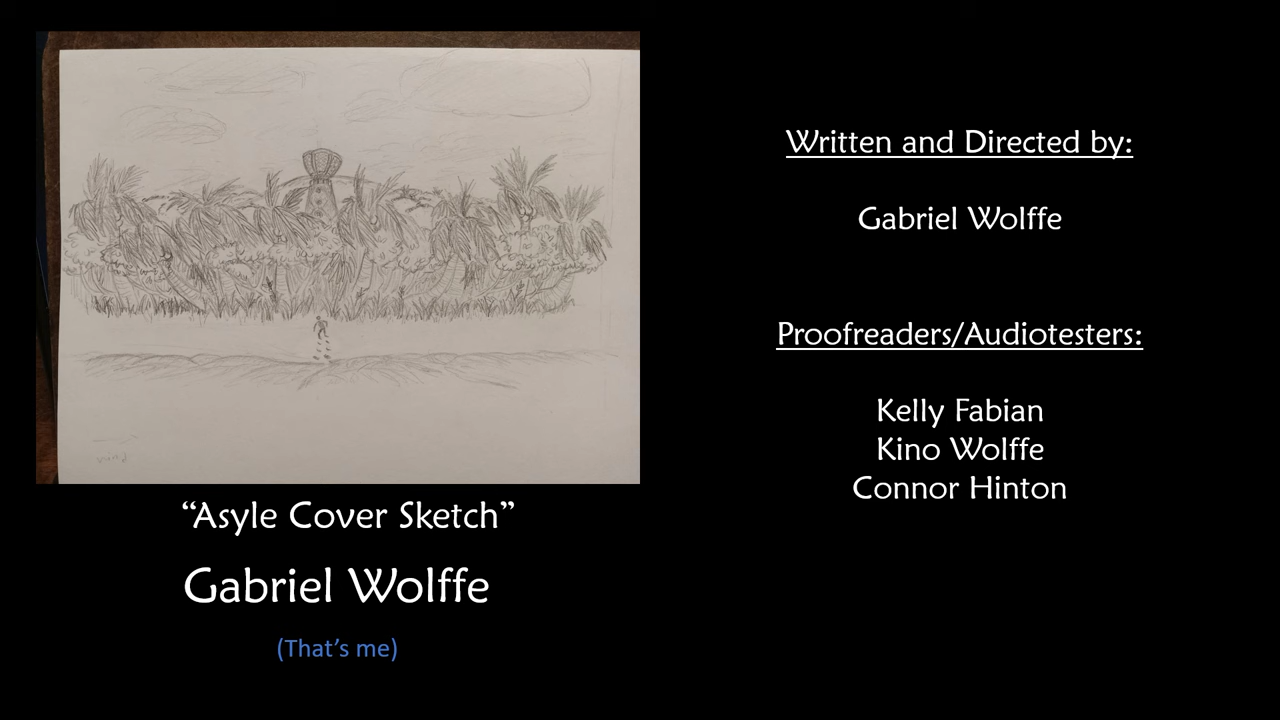 Written and Directed by:
Gabriel Wolffe
Proofreaders/Audiotesters:
Kelly Fabian
Kino Wolffe
Connor Hinton
“Asyle Cover Sketch”
Gabriel Wolffe
(That’s me)